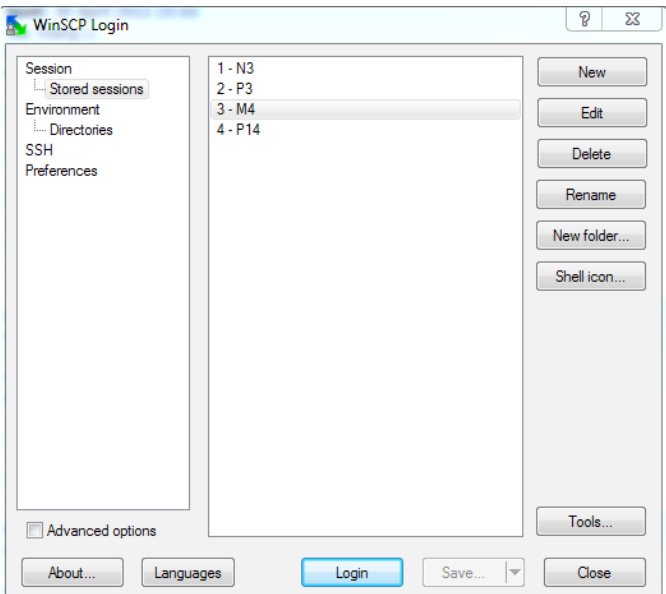 WinSCP Login
Session
Stored sessions
Environment
Directories
SSH
Preferences
1 - N3
2 - P3
3 - M4
4 - P14
New
Edit
Delete
Rename
New folder...
Shell icon...
Tools...
Advanced options
About...
Languages
Login
Save...
Close